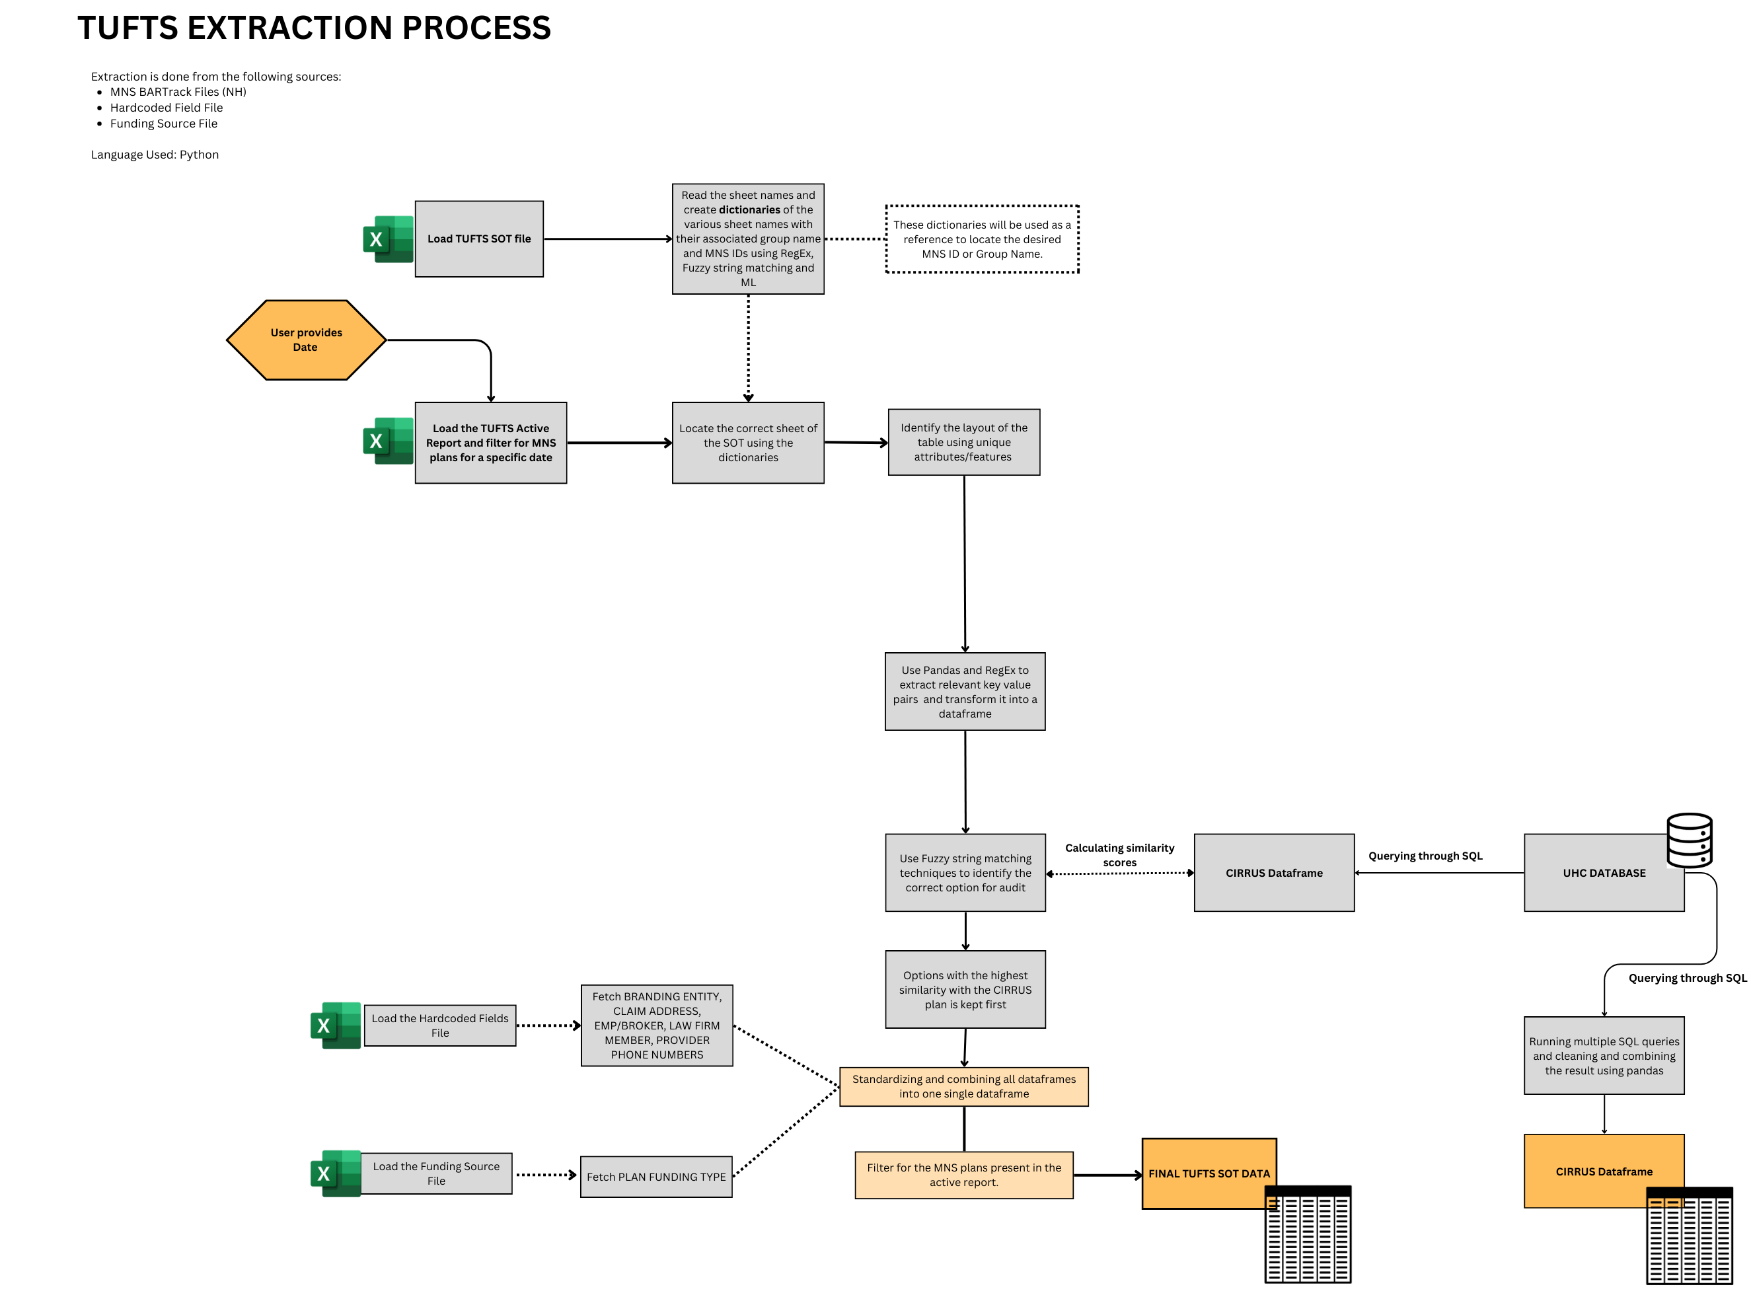 TUFTS EXTRACTION PROCESS
Extraction is done from the following sources:
• MNS BARTrack Files (NH)
• Hardcoded Field File
• Funding Source File
Language Used: Python
Load TUFTS SOT file
Read the sheet names and
create dictionaries of the
various sheet names with
their associated group name
and MNS IDs using RegEx,
Fuzzy string matching and
ML
These dictionaries will be used as a
reference to locate the desired
MNS ID or Group Name.
User provides
Date
Load the TUFTS Active
Report and filter for MNS
plans for a specific date
Locate the correct sheet of
the SOT using the
dictionaries
Identify the layout of the
table using unique
attributes/features
Use Pandas and RegEx to
extract relevant key value
pairs and transform it into a
dataframe
Use Fuzzy string matching
techniques to identify the
correct option for audit
Calculating similarity
scores
CIRRUS Dataframe
Querying through SQL
UHC DATABASE
Options with the highest
similarity with the CIRRUS
plan is kept first
Querying through SQL
Load the Hardcoded Fields
File
Fetch BRANDING ENTITY,
CLAIM ADDRESS,
EMP/BROKER, LAW FIRM
MEMBER, PROVIDER
PHONE NUMBERS
Running multiple SQL queries
and cleaning and combining
the result using pandas
Standardizing and combining all dataframes
into one single dataframe
Load the Funding Source
File
Fetch PLAN FUNDING TYPE
Filter for the MNS plans present in the
active report.
FINAL TUFTS SOT DATA
CIRRUS Dataframe
X
X
X
X